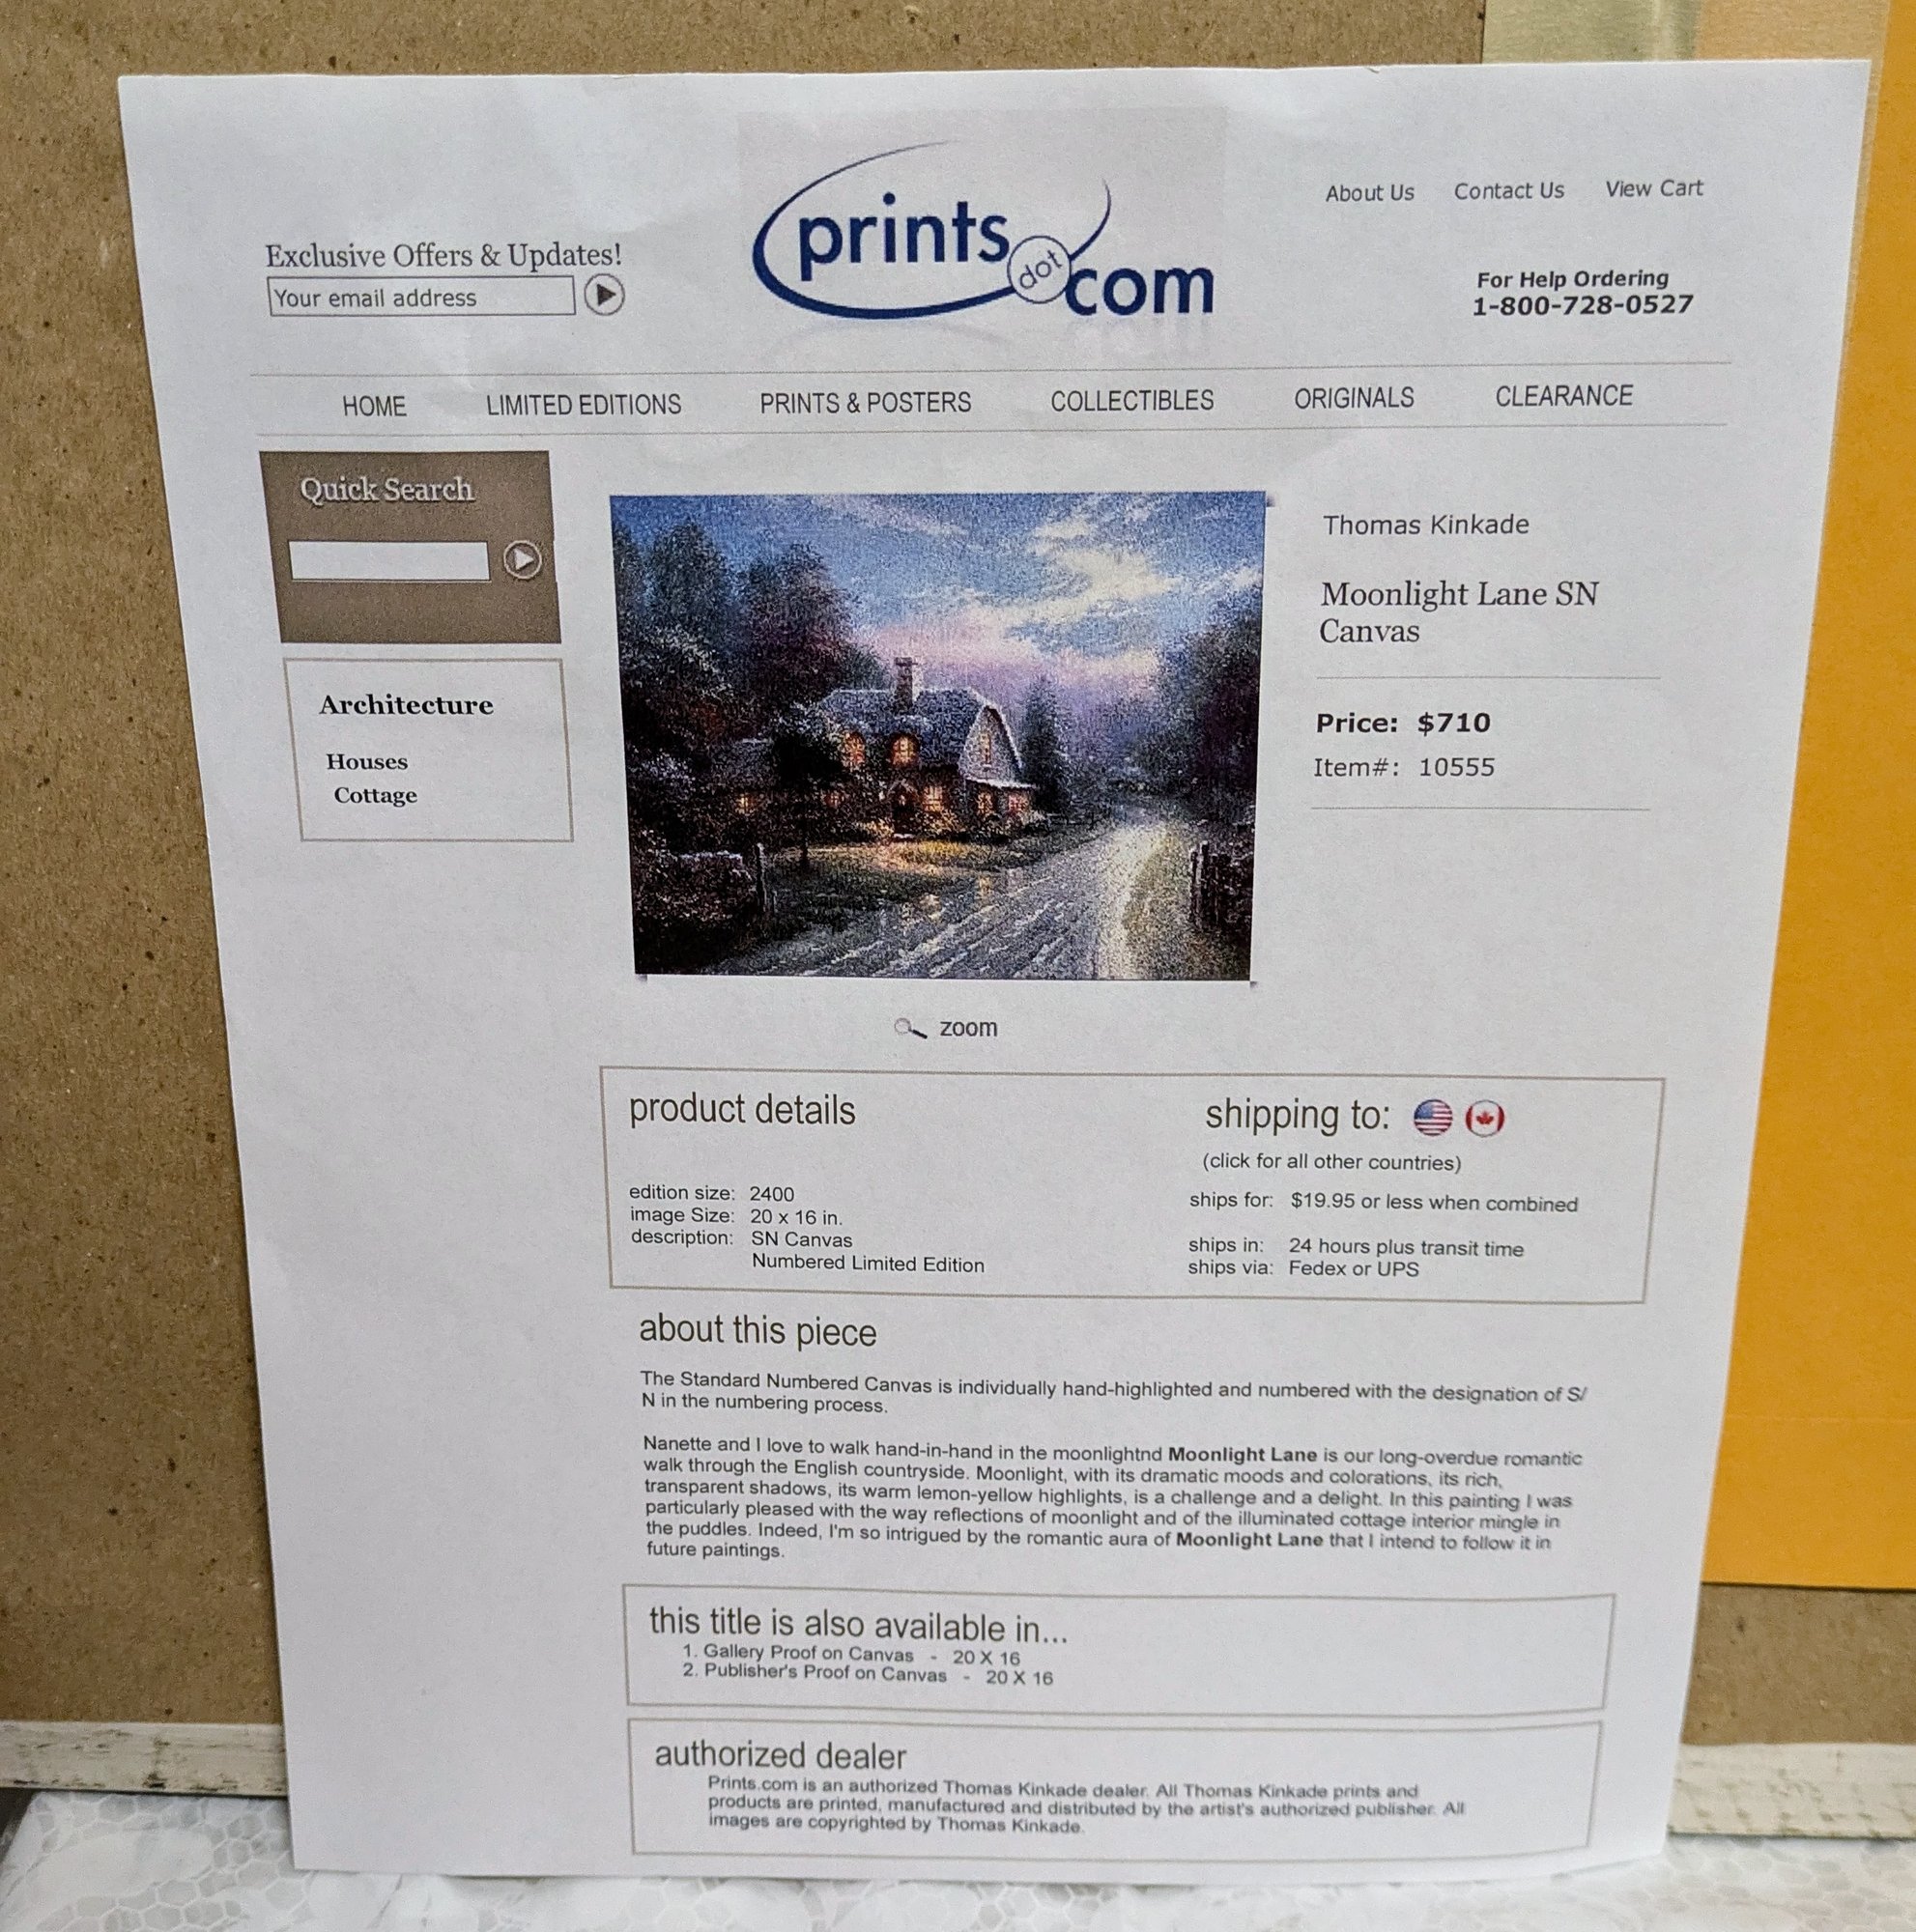 prints dot com
About Us Contact Us View Cart
Exclusive Offers & Updates!
Your email address
For Help Ordering
1-800-728-0527
HOME LIMITED EDITIONS PRINTS & POSTERS COLLECTIBLES ORIGINALS CLEARANCE
Quick Search
Architecture
Houses
Cottage
Thomas Kinkade
Moonlight Lane SN
Canvas
Price: $710
Item#: 10555
zoom
product details
edition size: 2400
image Size: 20 x 16 in.
description: SN Canvas
Numbered Limited Edition
shipping to:
(click for all other countries)
ships for: $19.95 or less when combined
ships in: 24 hours plus transit time
ships via: Fedex or UPS
about this piece
The Standard Numbered Canvas is individually hand-highlighted and numbered with the designation of S/
N in the numbering process.
Nanette and I love to walk hand-in-hand in the moonlightnd Moonlight Lane is our long-overdue romantic
walk through the English countryside. Moonlight, with its dramatic moods and colorations, its rich,
transparent shadows, its warm lemon-yellow highlights, is a challenge and a delight. In this painting I was
particularly pleased with the way reflections of moonlight and of the illuminated cottage interior mingle in
the puddles. Indeed, I'm so intrigued by the romantic aura of Moonlight Lane that I intend to follow it in
future paintings.
this title is also available in...
1. Gallery Proof on Canvas - 20 X 16
2. Publisher's Proof on Canvas - 20 X 16
authorized dealer
Prints.com is an authorized Thomas Kinkade dealer. All Thomas Kinkade prints and
products are printed, manufactured and distributed by the artist's authorized publisher. All
images are copyrighted by Thomas Kinkade.